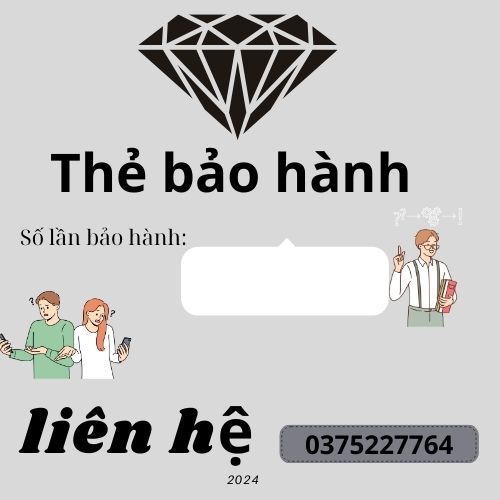 Thẻ bảo hành
Số lần bảo hành:
liên hệ
0375227764
2024